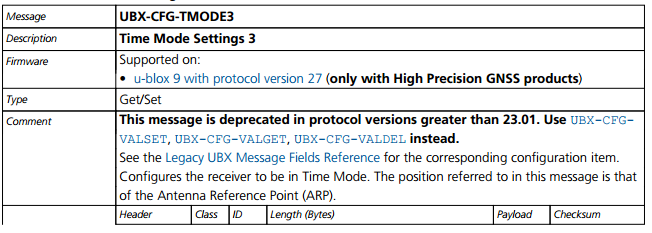 Message UBX-CFG-TMODE3
Description Time Mode Settings 3
Firmware Supported on:
• u-blox 9 with protocol version 27 (only with High Precision GNSS products)
Type Get/Set
Comment This message is deprecated in protocol versions greater than 23.01. Use UBX-CFG-
VALSET, UBX-CFG-VALGET, UBX-CFG-VALDEL instead.
See the Legacy UBX Message Fields Reference for the corresponding configuration item.
Configures the receiver to be in Time Mode. The position referred to in this message is that
of the Antenna Reference Point (ARP).
Header Class ID Length (Bytes) Payload Checksum